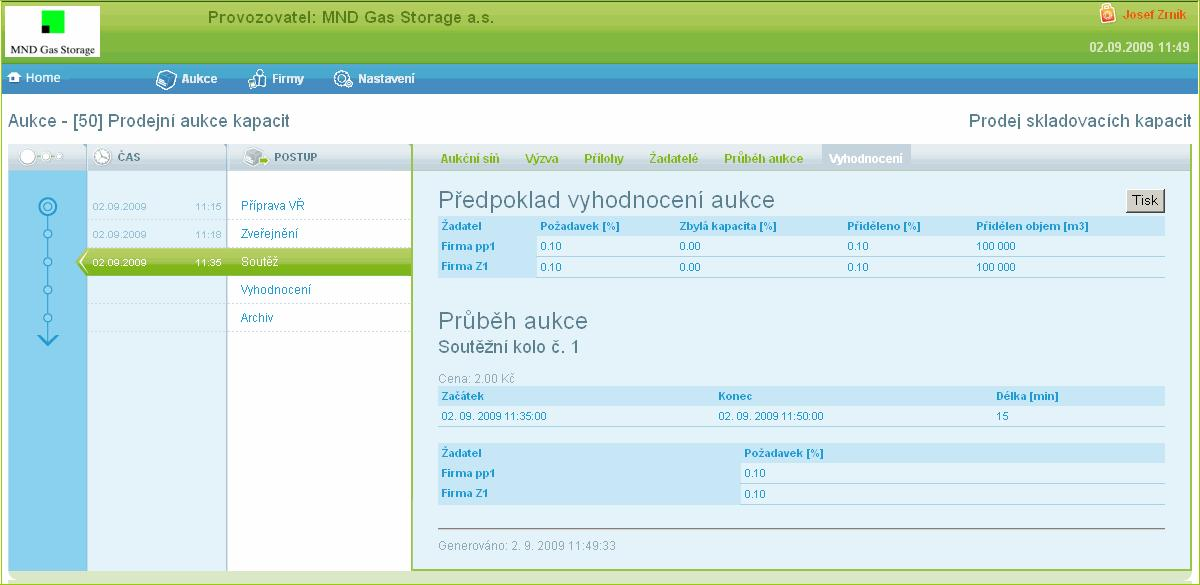 MND Gas Storage
Provozovatel: MND Gas Storage a.s.
Josef Zrník
02.09.2009 11:49
Home Aukce Firmy Nastavení
Aukce - [50] Prodejní aukce kapacit
Prodej skladovacích kapacit
ČAS POSTUP
02.09.2009 11:15 Příprava VŘ
02.09.2009 11:18 Zveřejnění
02.09.2009 11:35 Soutěž
Vyhodnocení
Archiv
Aukční síň Výzva Přílohy Žadatelé Průběh aukce Vyhodnocení
Předpoklad vyhodnocení aukce
Tisk
Žadatel Požadavek [%] Zbylá kapacita [%] Přiděleno [%] Přidělen objem [m3]
Firma pp1 0.10 0.00 0.10 100 000
Firma Z1 0.10 0.00 0.10 100 000
Průběh aukce
Soutěžní kolo č. 1
Cena: 2.00 Kč
Začátek Konec Délka [min]
02. 09. 2009 11:35:00 02. 09. 2009 11:50:00 15
Žadatel Požadavek [%]
Firma pp1 0.10
Firma Z1 0.10
Generováno: 2. 9. 2009 11:49:33